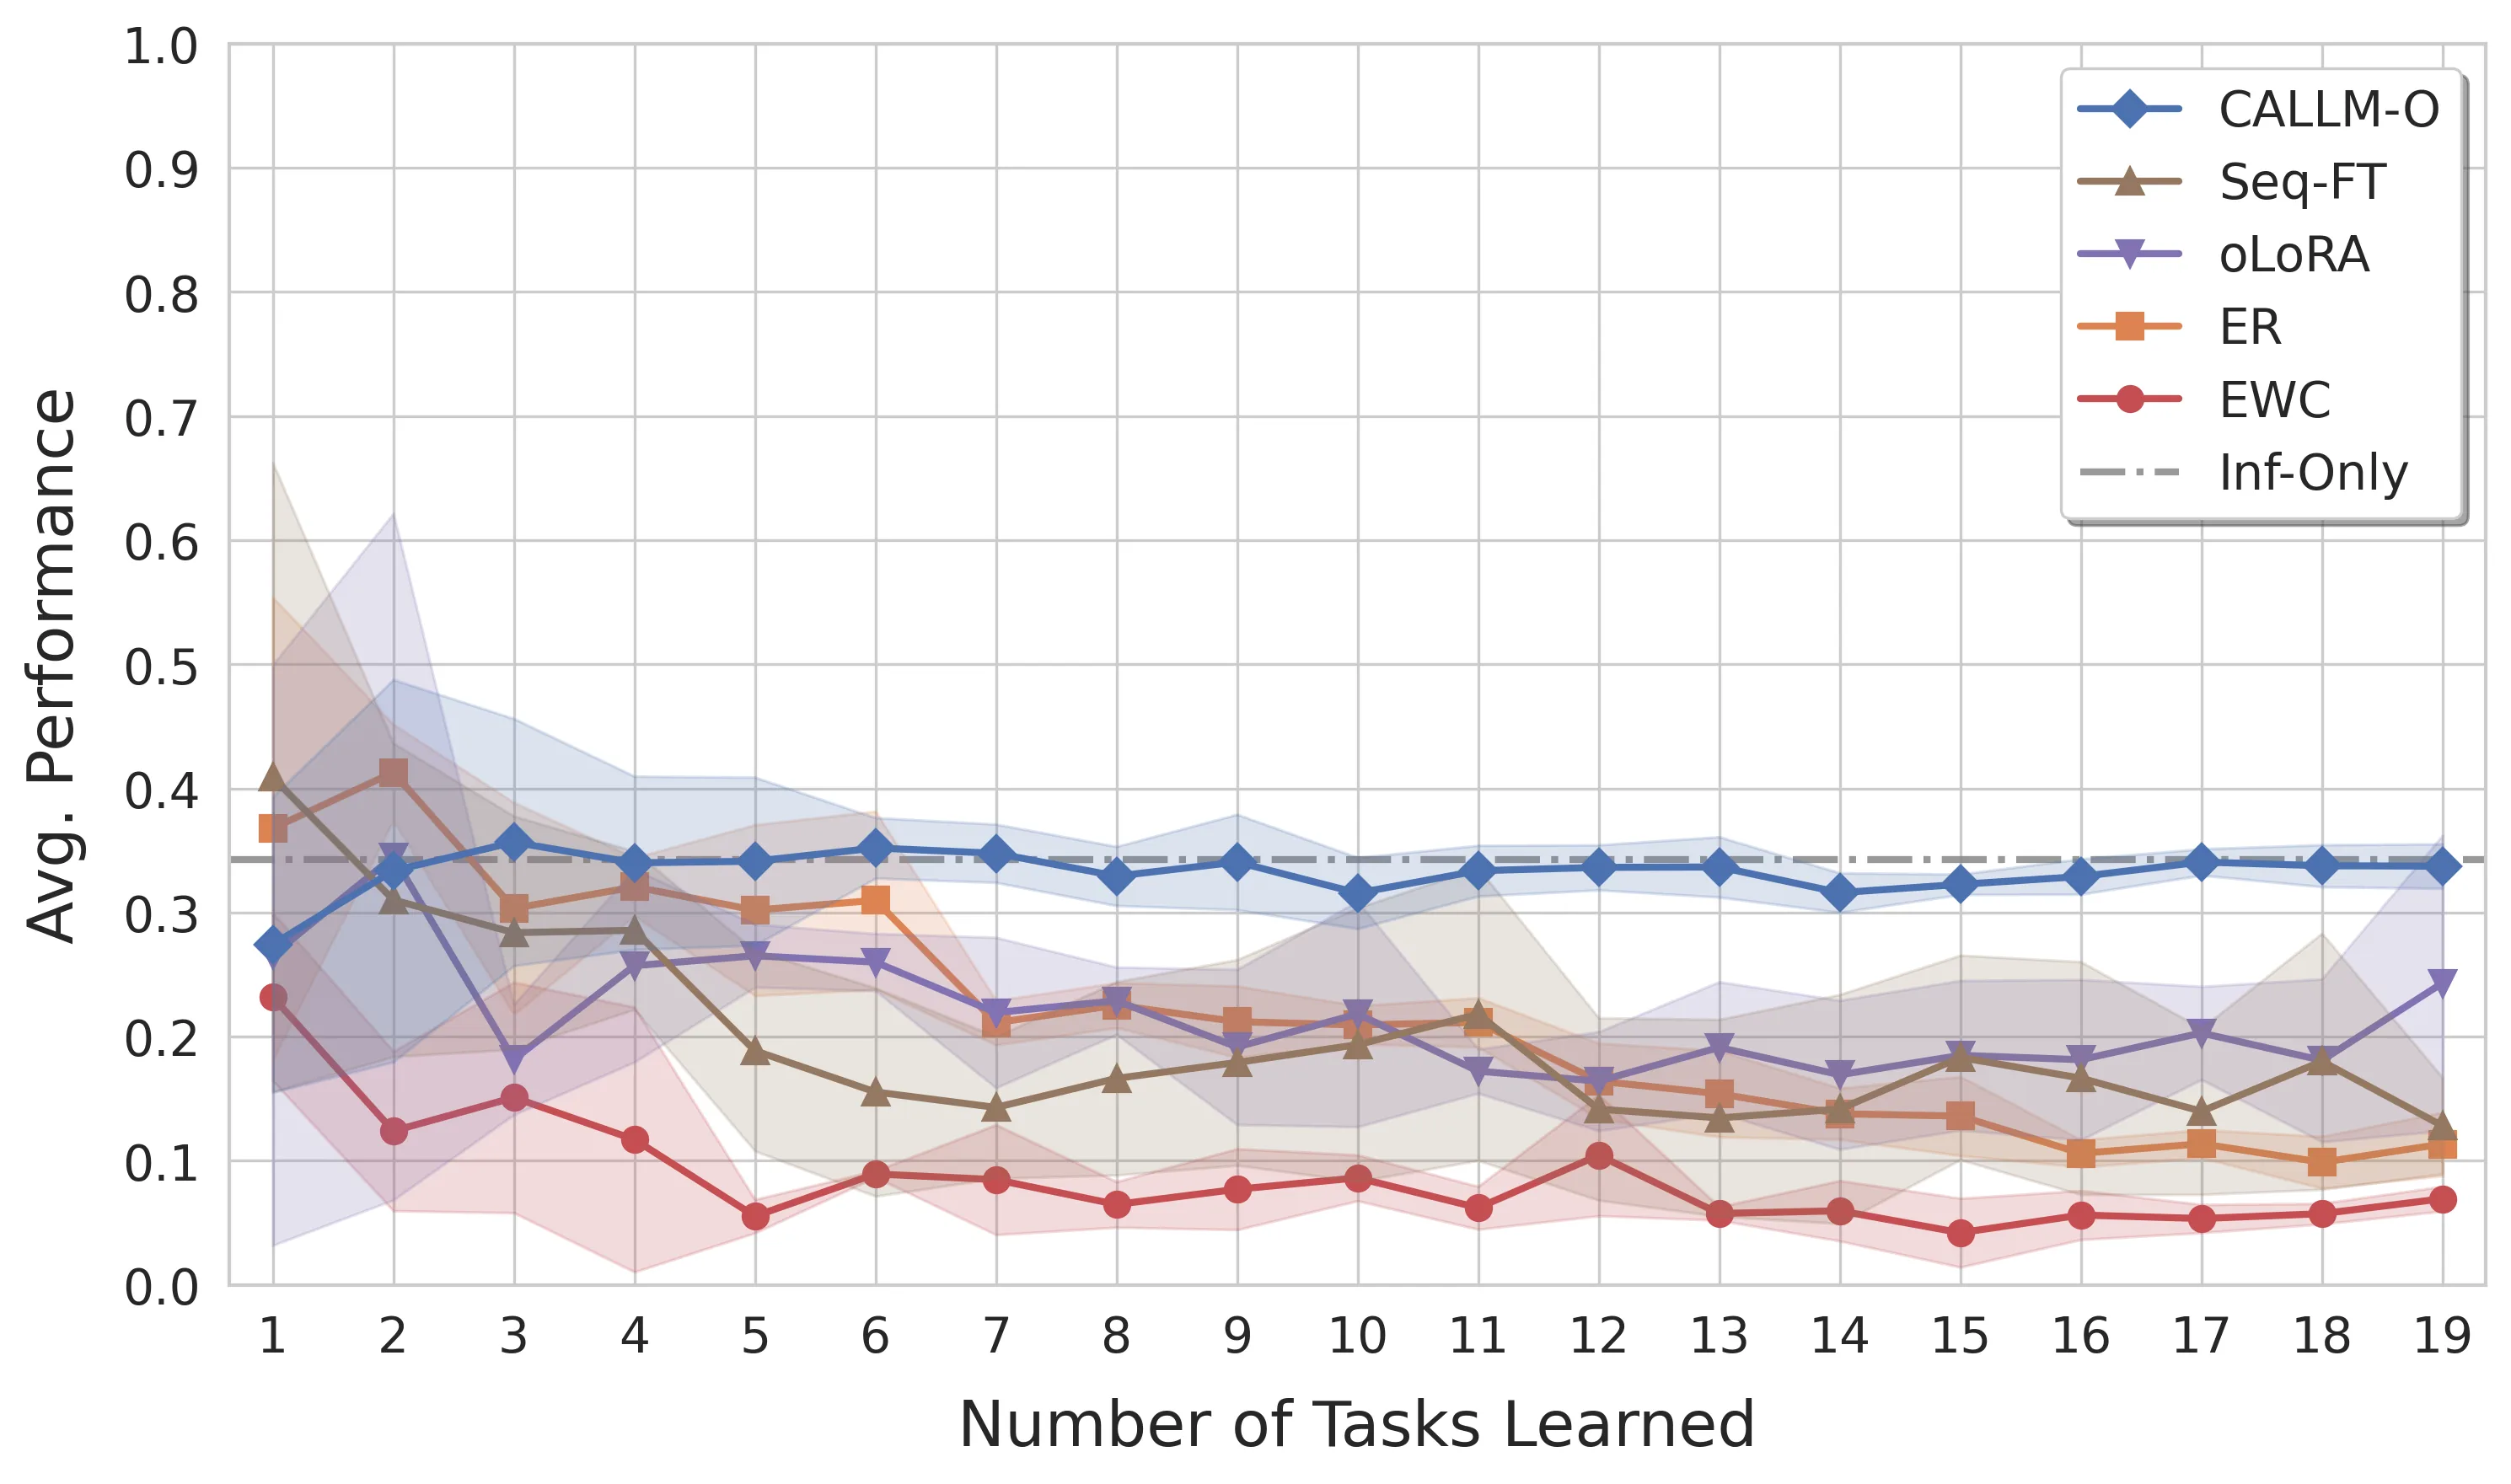 1.0
0.9
0.8
0.7
0.6
0.5
0.4
0.3
0.2
0.1
0.0
Avg. Performance
CALLM-O
Seq-FT
oLoRA
ER
EWC
Inf-Only
1 2 3 4 5 6 7 8 9 10 11 12 13 14 15 16 17 18 19
Number of Tasks Learned